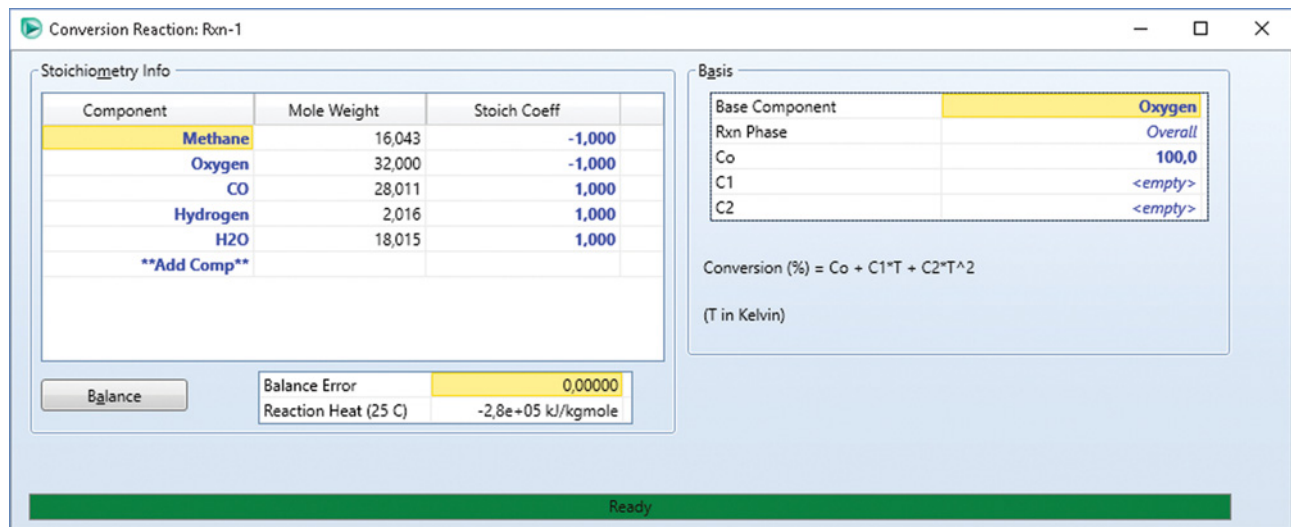 Conversion Reaction: Rxn-1
Stoichiometry Info
Component Mole Weight Stoich Coeff
Methane 16,043 -1,000
Oxygen 32,000 -1,000
CO 28,011 1,000
Hydrogen 2,016 1,000
H2O 18,015 1,000
**Add Comp**
Balance
Balance Error 0,00000
Reaction Heat (25 C) -2,8e+05 kJ/kgmole
Basis
Base Component Oxygen
Rxn Phase Overall
Co 100,0
C1 <empty>
C2 <empty>
Conversion (%) = Co + C1*T + C2*T^2
(T in Kelvin)
Ready